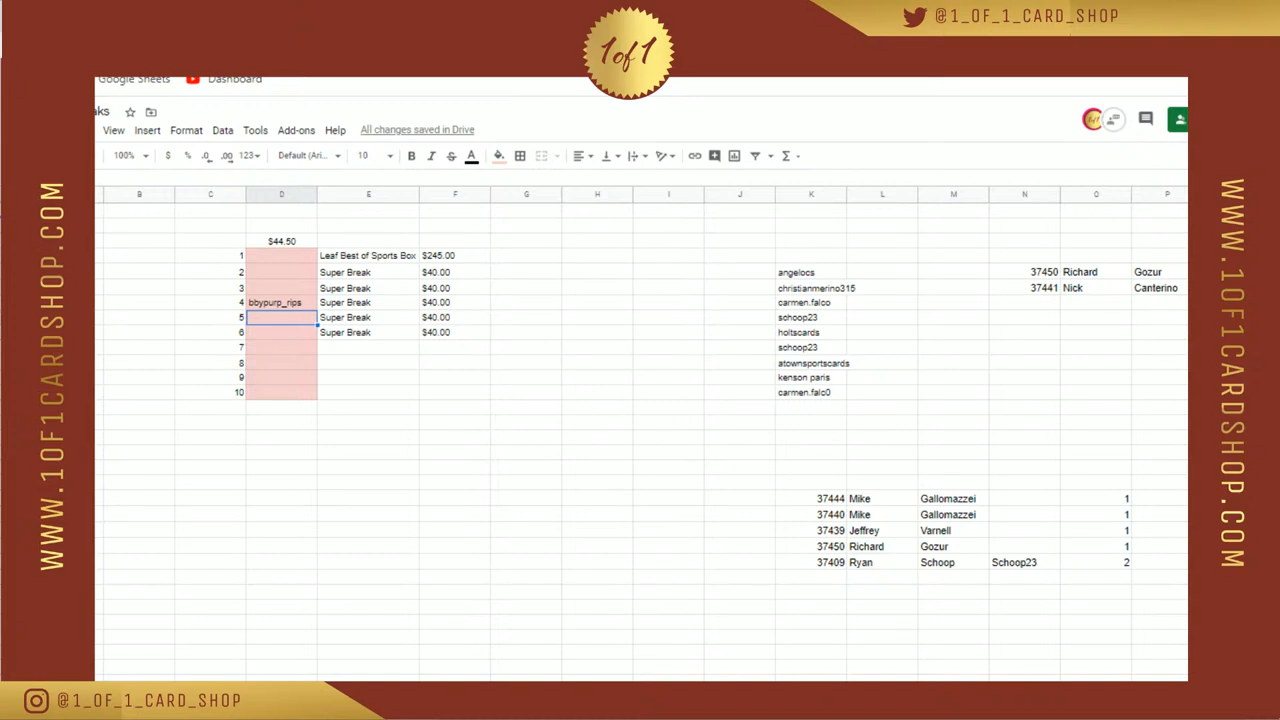 @1_OF_1_CARD_SHOP
1of1
Google Sheets Dashboard
aks
View Insert Format Data Tools Add-ons Help All changes saved in Drive
100% $ % .0 .00 123 Default (Ari... 10 B I S A
B C D E F G H I J K L M N O P
$44.50
1 Leaf Best of Sports Box $245.00
2 Super Break $40.00 angelocs 37450 Richard Gozur
3 Super Break $40.00 christianmerino315 37441 Nick Canterino
4 bbypurp_rips Super Break $40.00 carmen.falco
5 Super Break $40.00 schoop23
6 Super Break $40.00 holtscards
7 schoop23
8 atownsportscards
9 kenson paris
10 carmen.falc0
37444 Mike Gallomazzei 1
37440 Mike Gallomazzei 1
37439 Jeffrey Varnell 1
37450 Richard Gozur 1
37409 Ryan Schoop Schoop23 2
WWW.1OF1CARDSHOP.COM
WWW.1OF1CARDSHOP.COM
@1_OF_1_CARD_SHOP